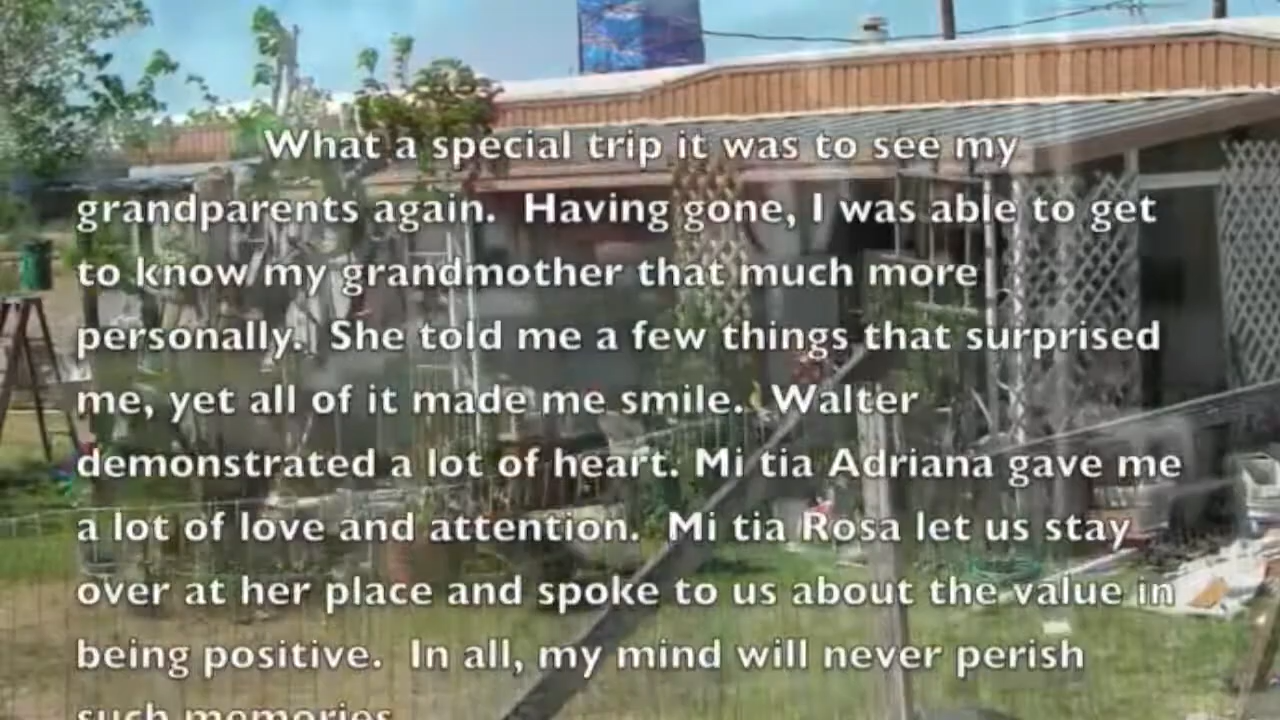 What a special trip it was to see my
grandparents again. Having gone, I was able to get
to know my grandmother that much more
personally. She told me a few things that surprised
me, yet all of it made me smile. Walter
demonstrated a lot of heart. Mi tia Adriana gave me
a lot of love and attention. Mi tia Rosa let us stay
over at her place and spoke to us about the value in
being positive. In all, my mind will never perish
such memories.